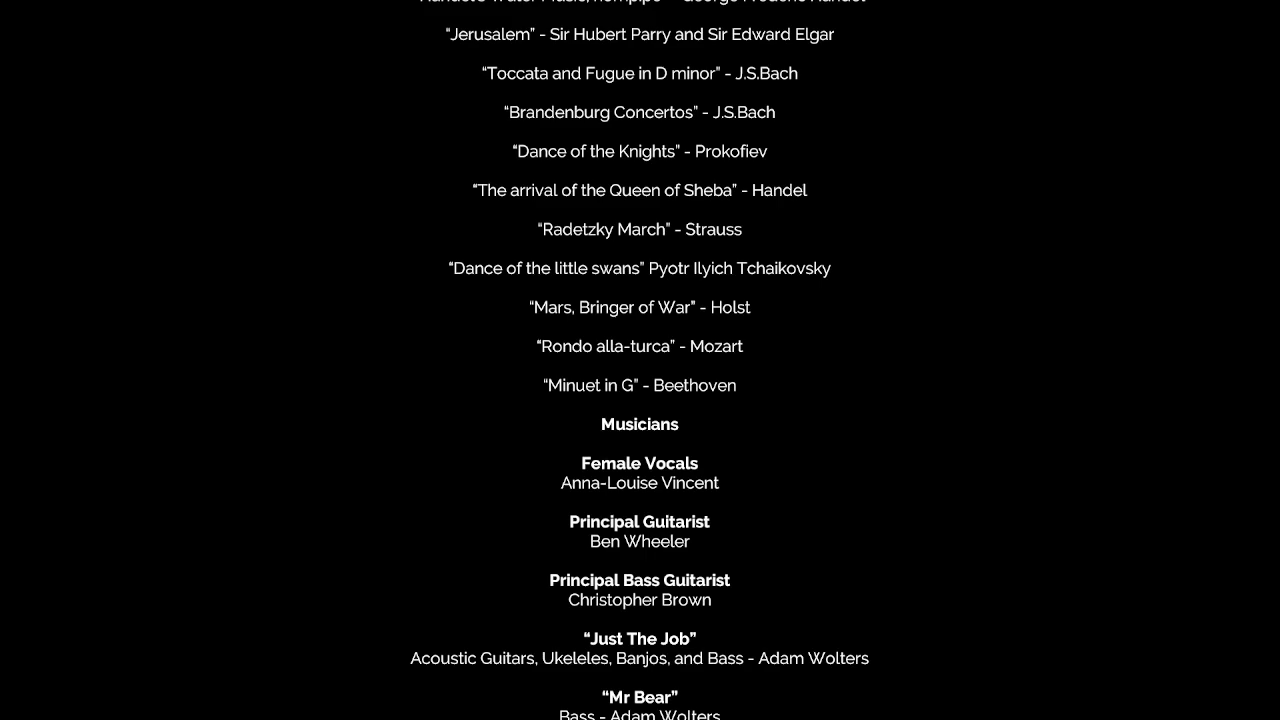 “Jerusalem” - Sir Hubert Parry and Sir Edward Elgar
“Toccata and Fugue in D minor” - J.S.Bach
“Brandenburg Concertos” - J.S.Bach
“Dance of the Knights” - Prokofiev
“The arrival of the Queen of Sheba” - Handel
“Radetzky March” - Strauss
“Dance of the little swans” Pyotr Ilyich Tchaikovsky
“Mars, Bringer of War” - Holst
“Rondo alla-turca” - Mozart
“Minuet in G” - Beethoven
Musicians
Female Vocals
Anna-Louise Vincent
Principal Guitarist
Ben Wheeler
Principal Bass Guitarist
Christopher Brown
“Just The Job”
Acoustic Guitars, Ukeleles, Banjos, and Bass - Adam Wolters
“Mr Bear”
Bass - Adam Wolters